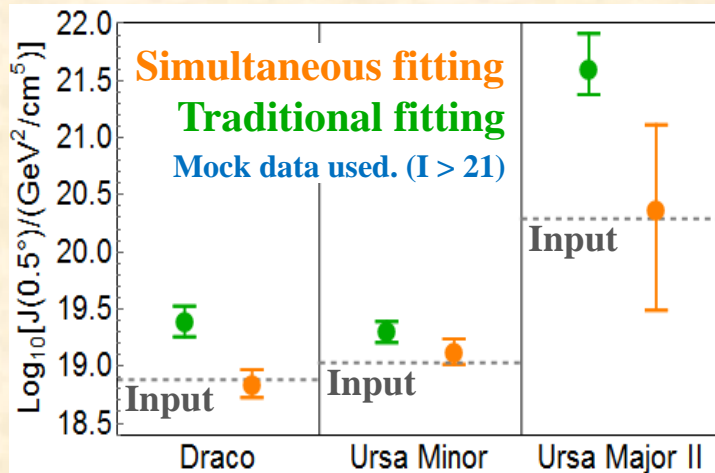 Log₁₀[J(0.5°)/(GeV²/cm⁵)]
22.0
21.5
21.0
20.5
20.0
19.5
19.0
18.5
Simultaneous fitting
Traditional fitting
Mock data used. (I > 21)
Input
Input
Input
Draco
Ursa Minor
Ursa Major II